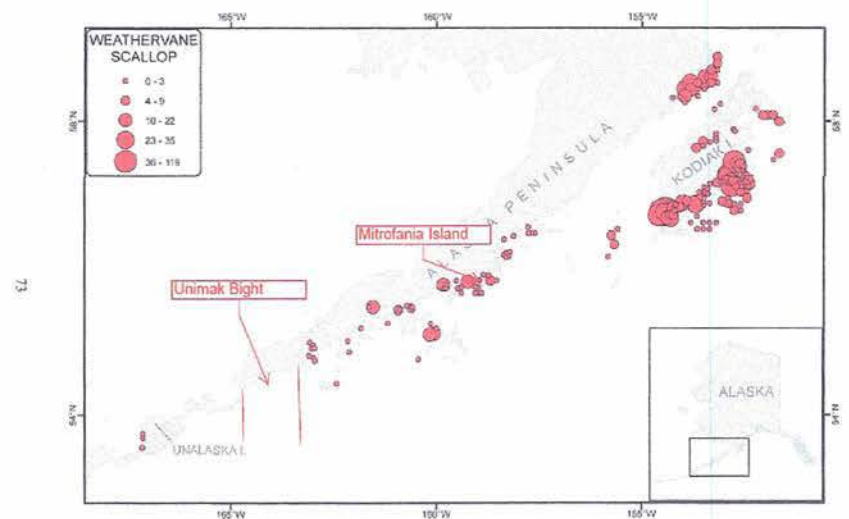 165°W 160°W 155°W
WEATHERVANE
SCALLOP
0 - 3
4 - 9
10 - 22
23 - 35
36 - 119
58°N 58°N
KODIAK I.
ALASKA PENINSULA
Mitrofania Island
Unimak Bight
73
ALASKA
54°N 54°N
UNALASKA I.
165°W 160°W 155°W